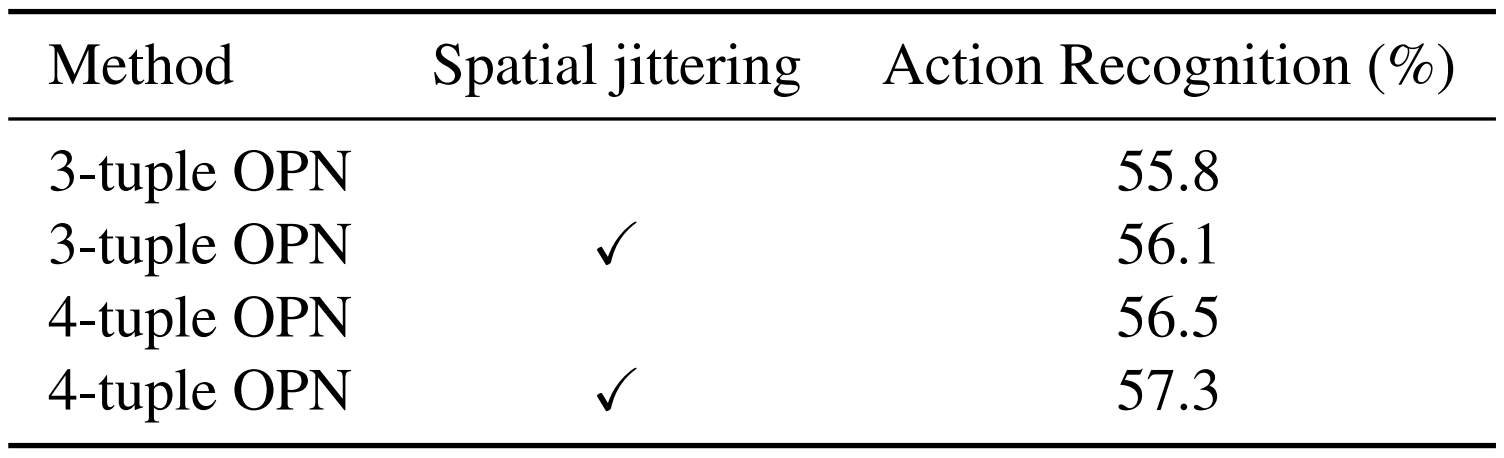 Method Spatial jittering Action Recognition (%)
3-tuple OPN 55.8
3-tuple OPN ✓ 56.1
4-tuple OPN 56.5
4-tuple OPN ✓ 57.3